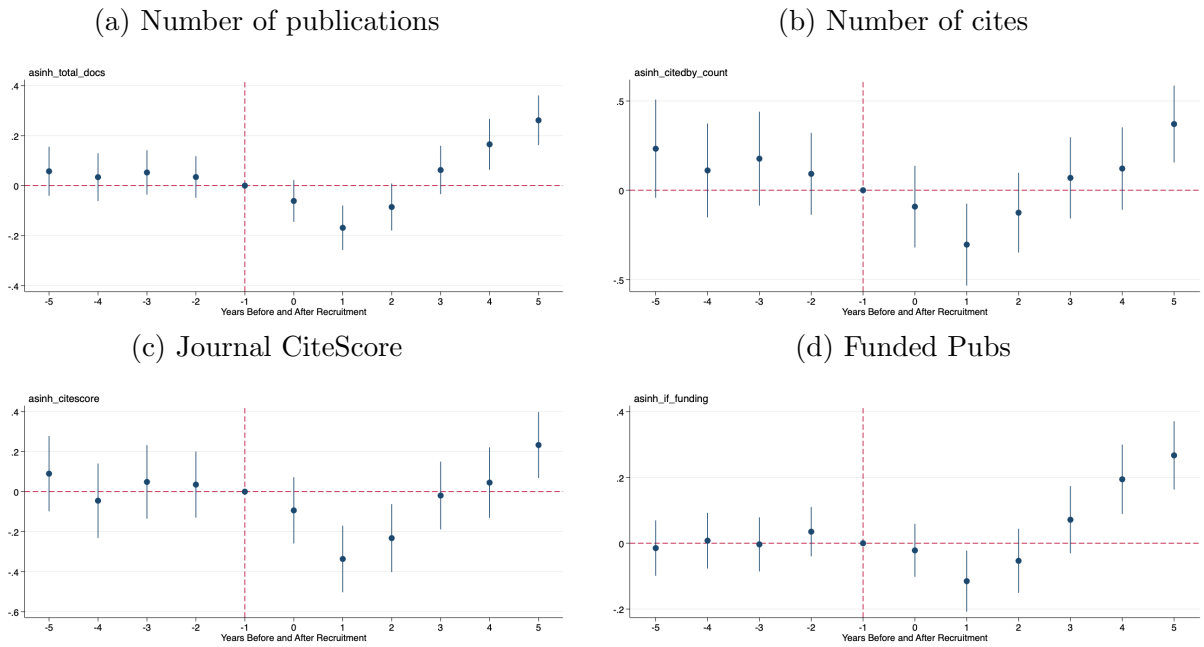 (a) Number of publications
asinh_total_docs
.4
.2
0
-.2
-.4
-5 -4 -3 -2 -1 0 1 2 3 4 5
Years Before and After Recruitment
(b) Number of cites
asinh_citedby_count
.5
0
-.5
-5 -4 -3 -2 -1 0 1 2 3 4 5
Years Before and After Recruitment
(c) Journal CiteScore
asinh_citescore
.4
.2
0
-.2
-.4
-.6
-5 -4 -3 -2 -1 0 1 2 3 4 5
Years Before and After Recruitment
(d) Funded Pubs
asinh_if_funding
.4
.2
0
-.2
-5 -4 -3 -2 -1 0 1 2 3 4 5
Years Before and After Recruitment